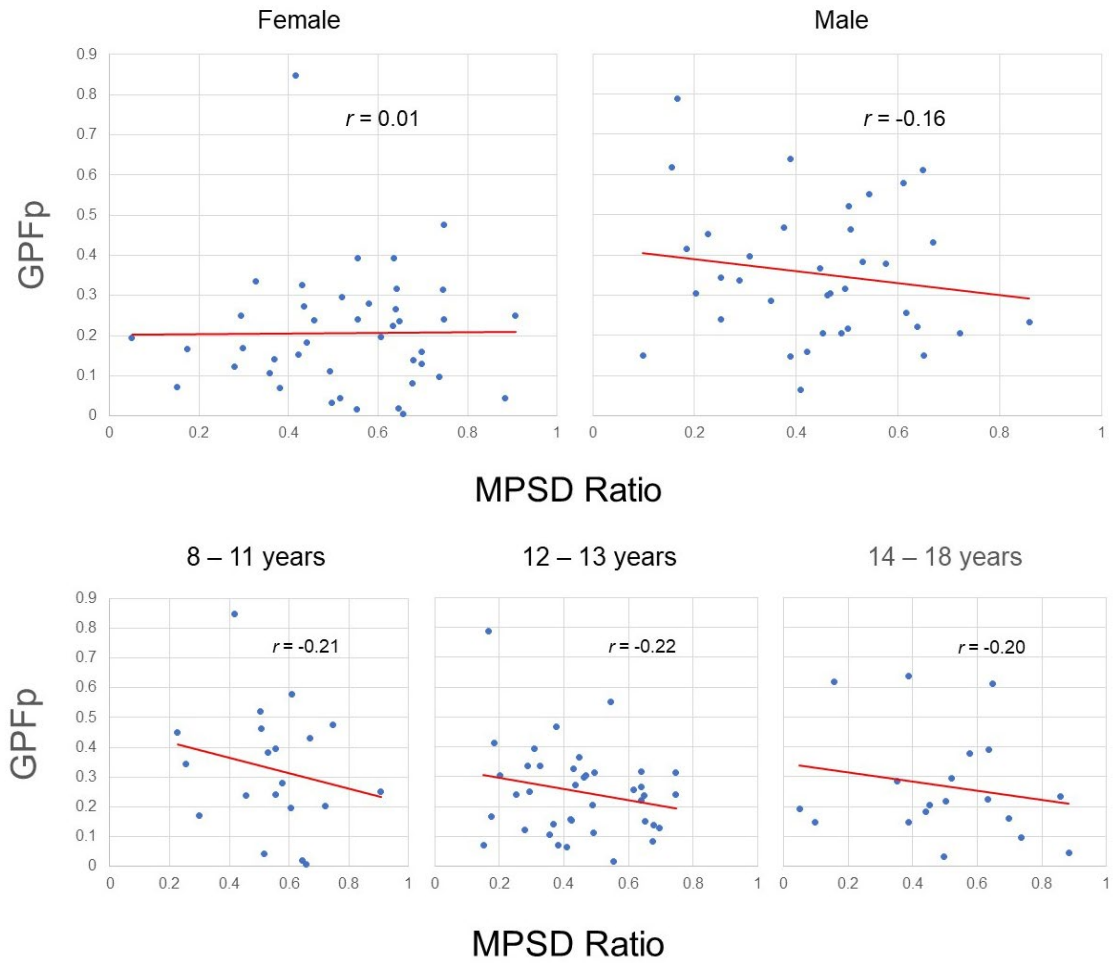 Female Male
0.9
0.8
0.7
0.6
0.5
0.4
0.3
0.2
0.1
0
r = 0.01
r = -0.16
GPFp
0 0.2 0.4 0.6 0.8 1
0 0.2 0.4 0.6 0.8 1
MPSD Ratio
8 – 11 years 12 – 13 years 14 – 18 years
0.9
0.8
0.7
0.6
0.5
0.4
0.3
0.2
0.1
0
r = -0.21
r = -0.22
r = -0.20
GPFp
0 0.2 0.4 0.6 0.8 1
0 0.2 0.4 0.6 0.8 1
0 0.2 0.4 0.6 0.8 1
MPSD Ratio